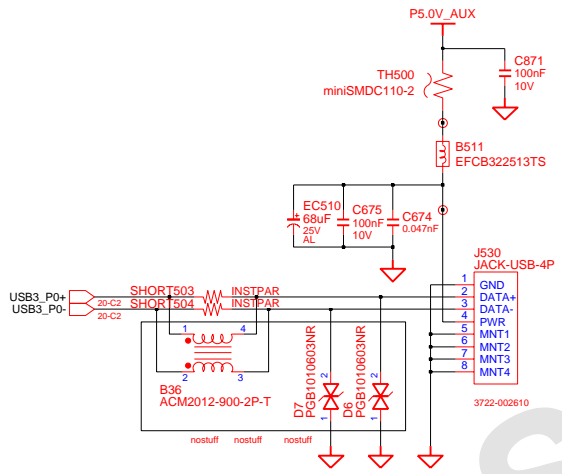 P5.0V_AUX
C871
100nF
10V
TH500
miniSMDC110-2
B511
EFCB322513TS
EC510
68uF
25V
AL
C675
100nF
10V
C674
0.047nF
J530
JACK-USB-4P
1 GND
2 DATA+
3 DATA-
4 PWR
5 MNT1
6 MNT2
7 MNT3
8 MNT4
3722-002610
USB3_P0+
20-C2
SHORT503
INSTPAR
USB3_P0-
20-C2
SHORT504
INSTPAR
1
4
2
3
B36
ACM2012-900-2P-T
D7
PGB1010603NR
2
1
D6
PGB1010603NR
2
1
nostuff
nostuff
nostuff